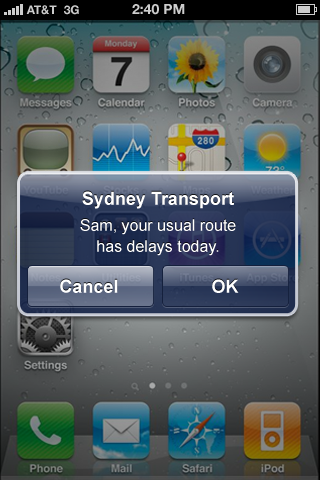 AT&T 3G 2:40 PM
Monday
7
280
Messages Calendar Photos Camera
Sydney Transport
Sam, your usual route
has delays today.
Cancel OK
Settings
Phone Mail Safari iPod